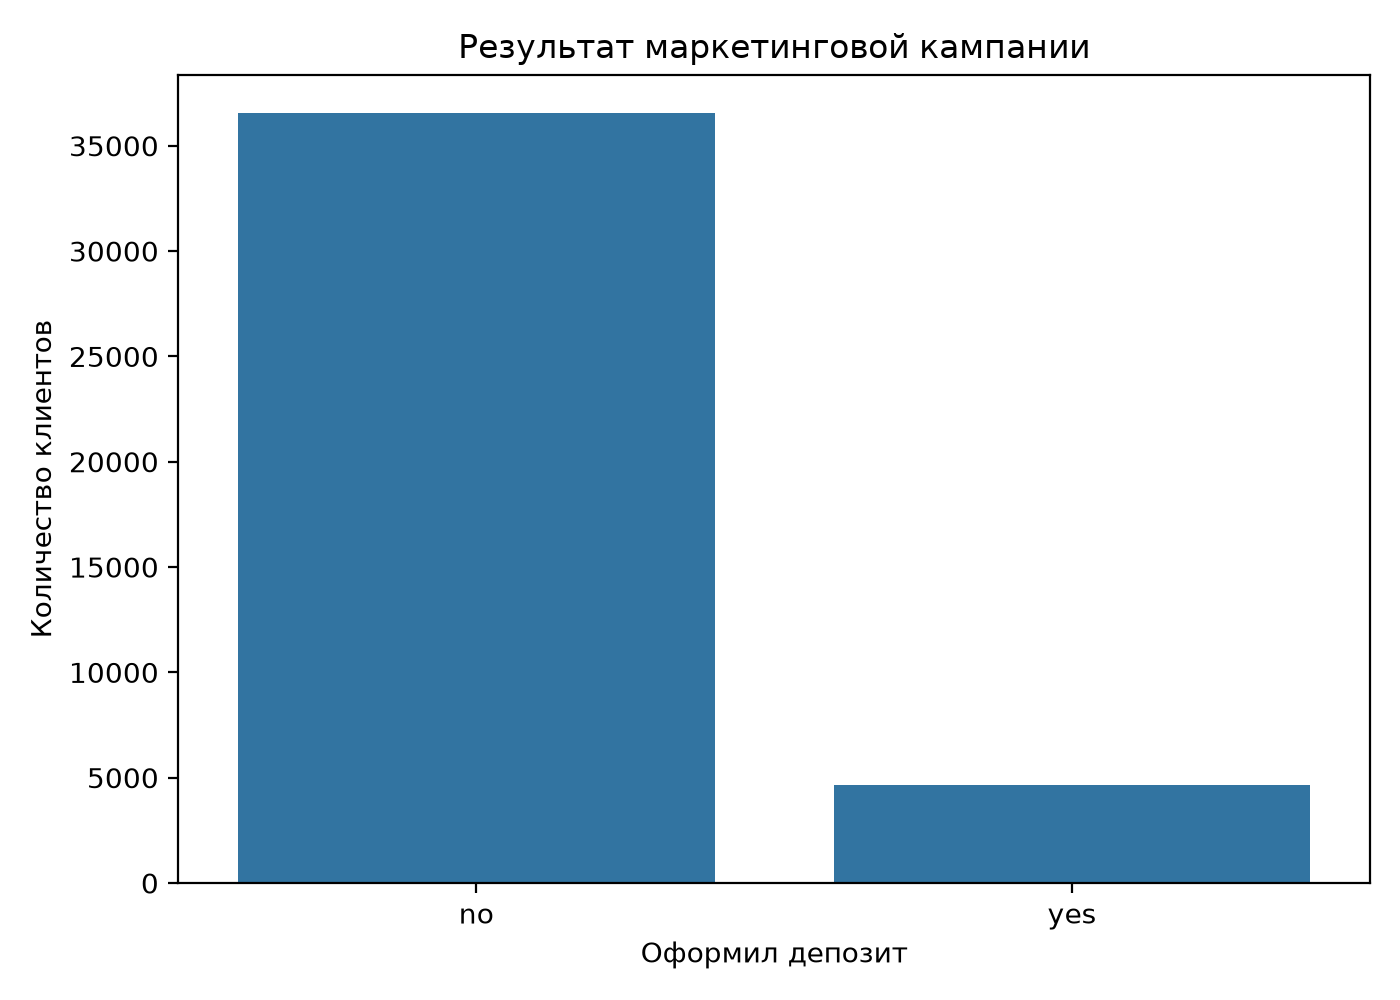 Результат маркетинговой кампании
Количество клиентов
35000
30000
25000
20000
15000
10000
5000
0
no
yes
Оформил депозит